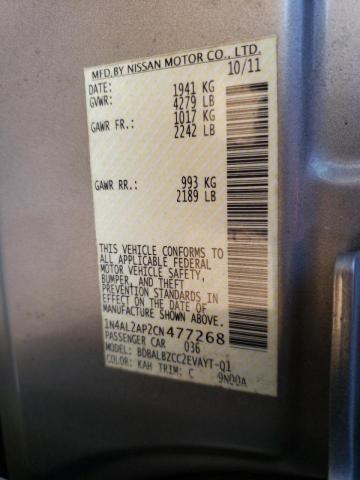 MFD.BY NISSAN MOTOR CO., LTD.
DATE: 10/11
GVWR: 1941 KG
4279 LB
GAWR FR.: 1017 KG
2242 LB
GAWR RR.: 993 KG
2189 LB
THIS VEHICLE CONFORMS TO
ALL APPLICABLE FEDERAL
MOTOR VEHICLE SAFETY,
BUMPER, AND THEFT
PREVENTION STANDARDS IN
EFFECT ON THE DATE OF
MANUFACTURE SHOWN ABOVE.
1N4AL2AP2CN477268
PASSENGER CAR 036
MODEL: BDBALBZCC2EVAYT-Q1
COLOR: KAH TRIM: C 9N00A